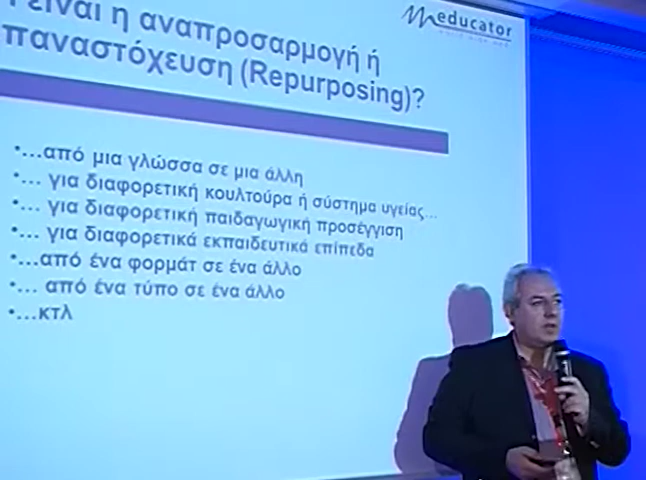 είναι η αναπροσαρμογή ή
παναστόχευση (Repurposing)?
meducator
•...από μια γλώσσα σε μια άλλη
•... για διαφορετική κουλτούρα ή σύστημα υγείας...
•... για διαφορετική παιδαγωγική προσέγγιση
•... για διαφορετικά εκπαιδευτικά επίπεδα
•...από ένα φορμάτ σε ένα άλλο
•... από ένα τύπο σε ένα άλλο
•...κτλ